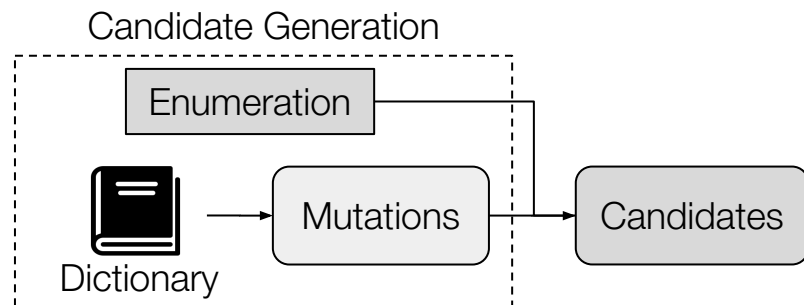 Candidate Generation
Enumeration
Mutations
Candidates
Dictionary